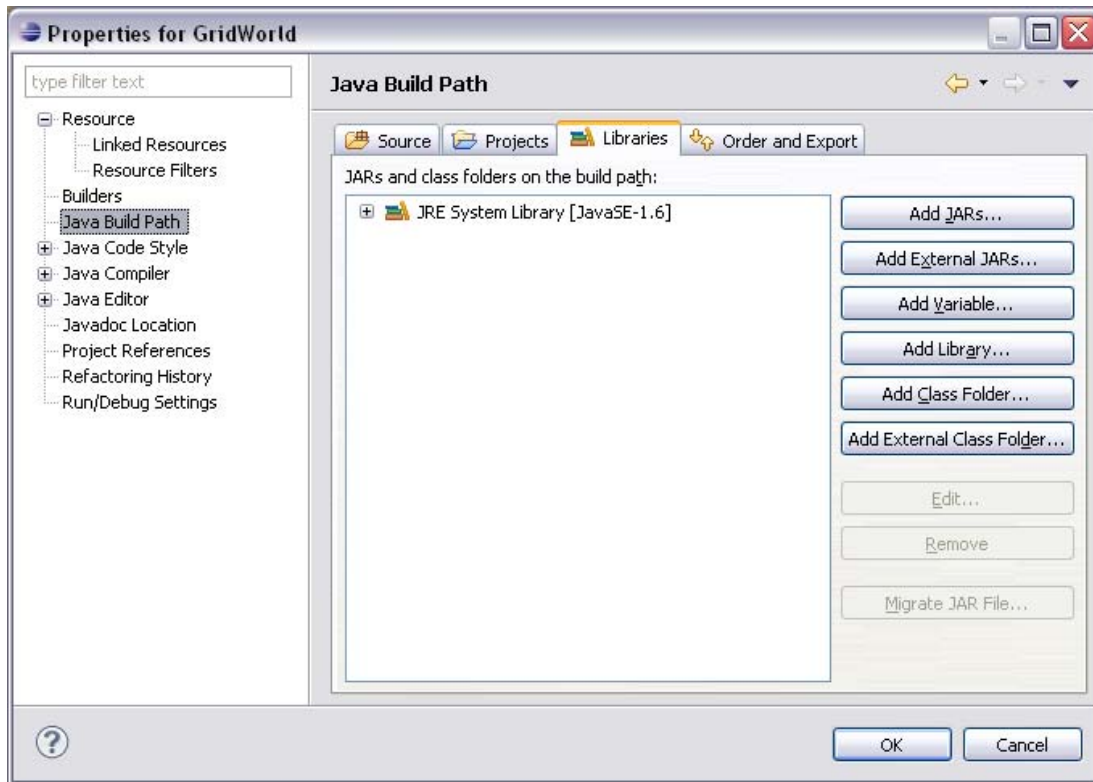 Properties for GridWorld
type filter text
Resource
Linked Resources
Resource Filters
Builders
Java Build Path
Java Code Style
Java Compiler
Java Editor
Javadoc Location
Project References
Refactoring History
Run/Debug Settings
Java Build Path
Source Projects Libraries Order and Export
JARs and class folders on the build path:
JRE System Library [JavaSE-1.6]
Add JARs...
Add External JARs...
Add Variable...
Add Library...
Add Class Folder...
Add External Class Folder...
Edit...
Remove
Migrate JAR File...
OK Cancel